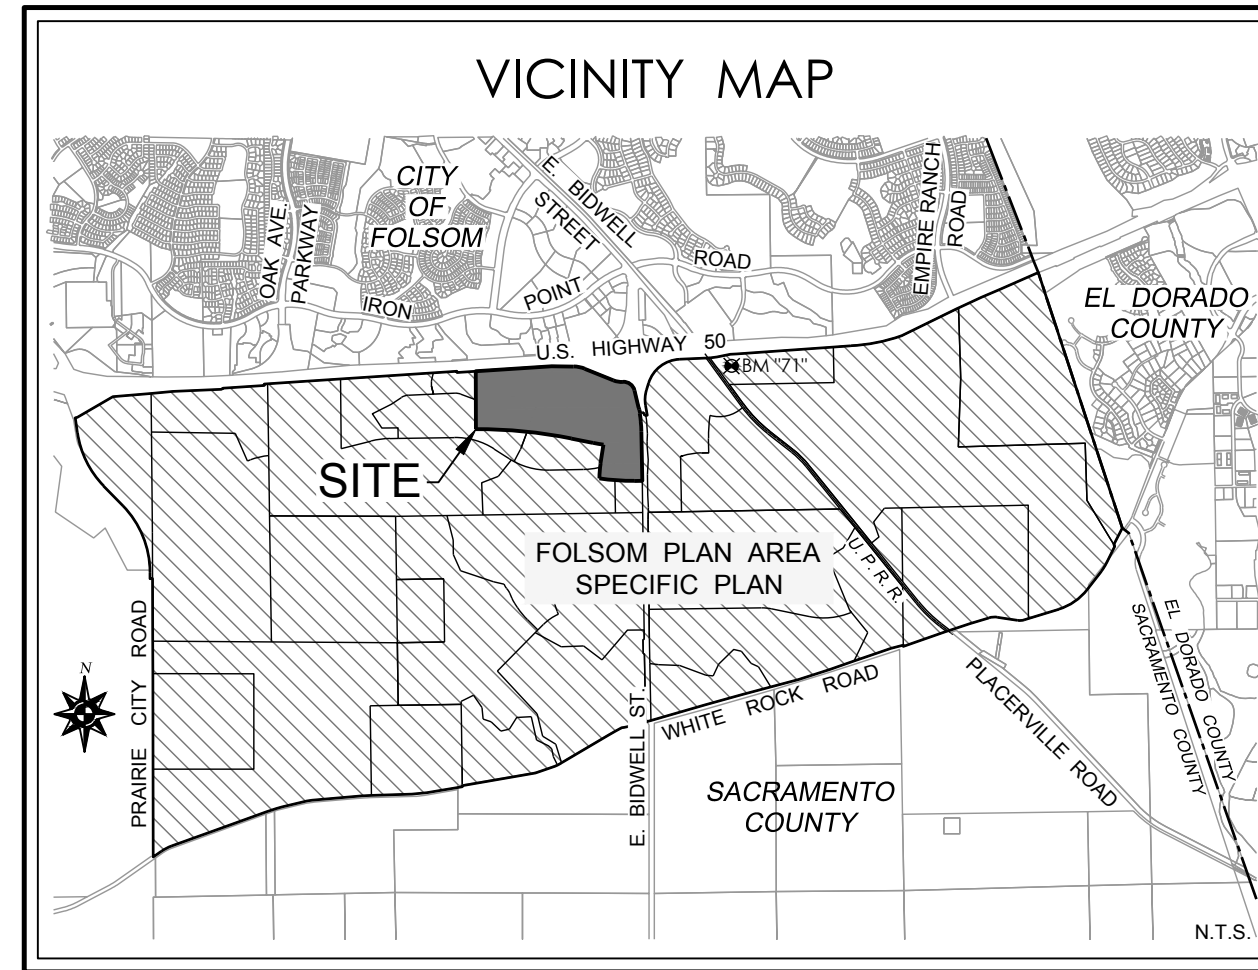 VICINITY MAP
CITY
OF
FOLSOM
E. BIDWELL
STREET
OAK AVE.
PARKWAY
IRON
POINT
ROAD
EMPIRE RANCH
ROAD
EL DORADO
COUNTY
U.S. HIGHWAY 50
BM "71"
SITE
FOLSOM PLAN AREA
SPECIFIC PLAN
U.P.R.R.
PRAIRIE CITY ROAD
N
E. BIDWELL ST.
WHITE ROCK ROAD
PLACERVILLE ROAD
EL DORADO COUNTY
SACRAMENTO COUNTY
SACRAMENTO
COUNTY
N.T.S.